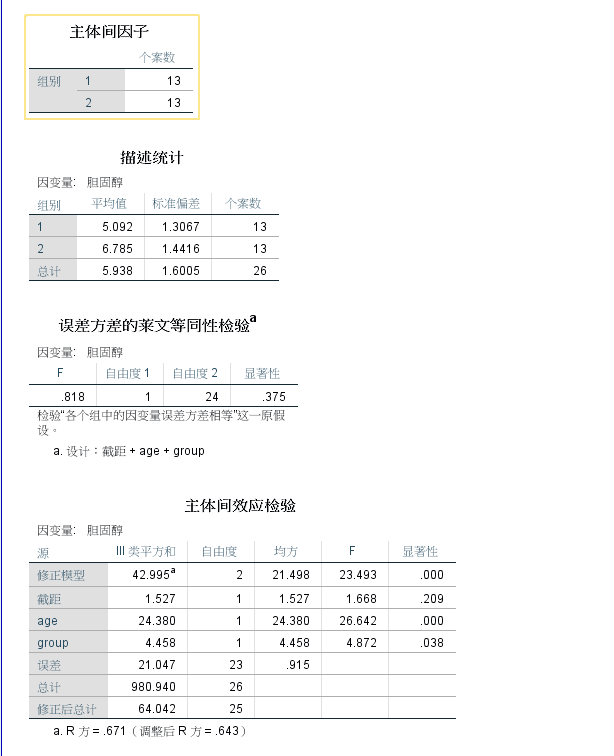 主体间因子
个案数
组别 1 13
2 13
描述统计
因变量: 胆固醇
组别 平均值 标准偏差 个案数
1 5.092 1.3067 13
2 6.785 1.4416 13
总计 5.938 1.6005 26
误差方差的莱文等同性检验a
因变量: 胆固醇
F 自由度 1 自由度 2 显著性
.818 1 24 .375
检验“各个组中的因变量误差方差相等”这一原假
设。
a. 设计：截距 + age + group
主体间效应检验
因变量: 胆固醇
源 III 类平方和 自由度 均方 F 显著性
修正模型 42.995a 2 21.498 23.493 .000
截距 1.527 1 1.527 1.668 .209
age 24.380 1 24.380 26.642 .000
group 4.458 1 4.458 4.872 .038
误差 21.047 23 .915
总计 980.940 26
修正后总计 64.042 25
a. R 方 = .671（调整后 R 方 = .643）